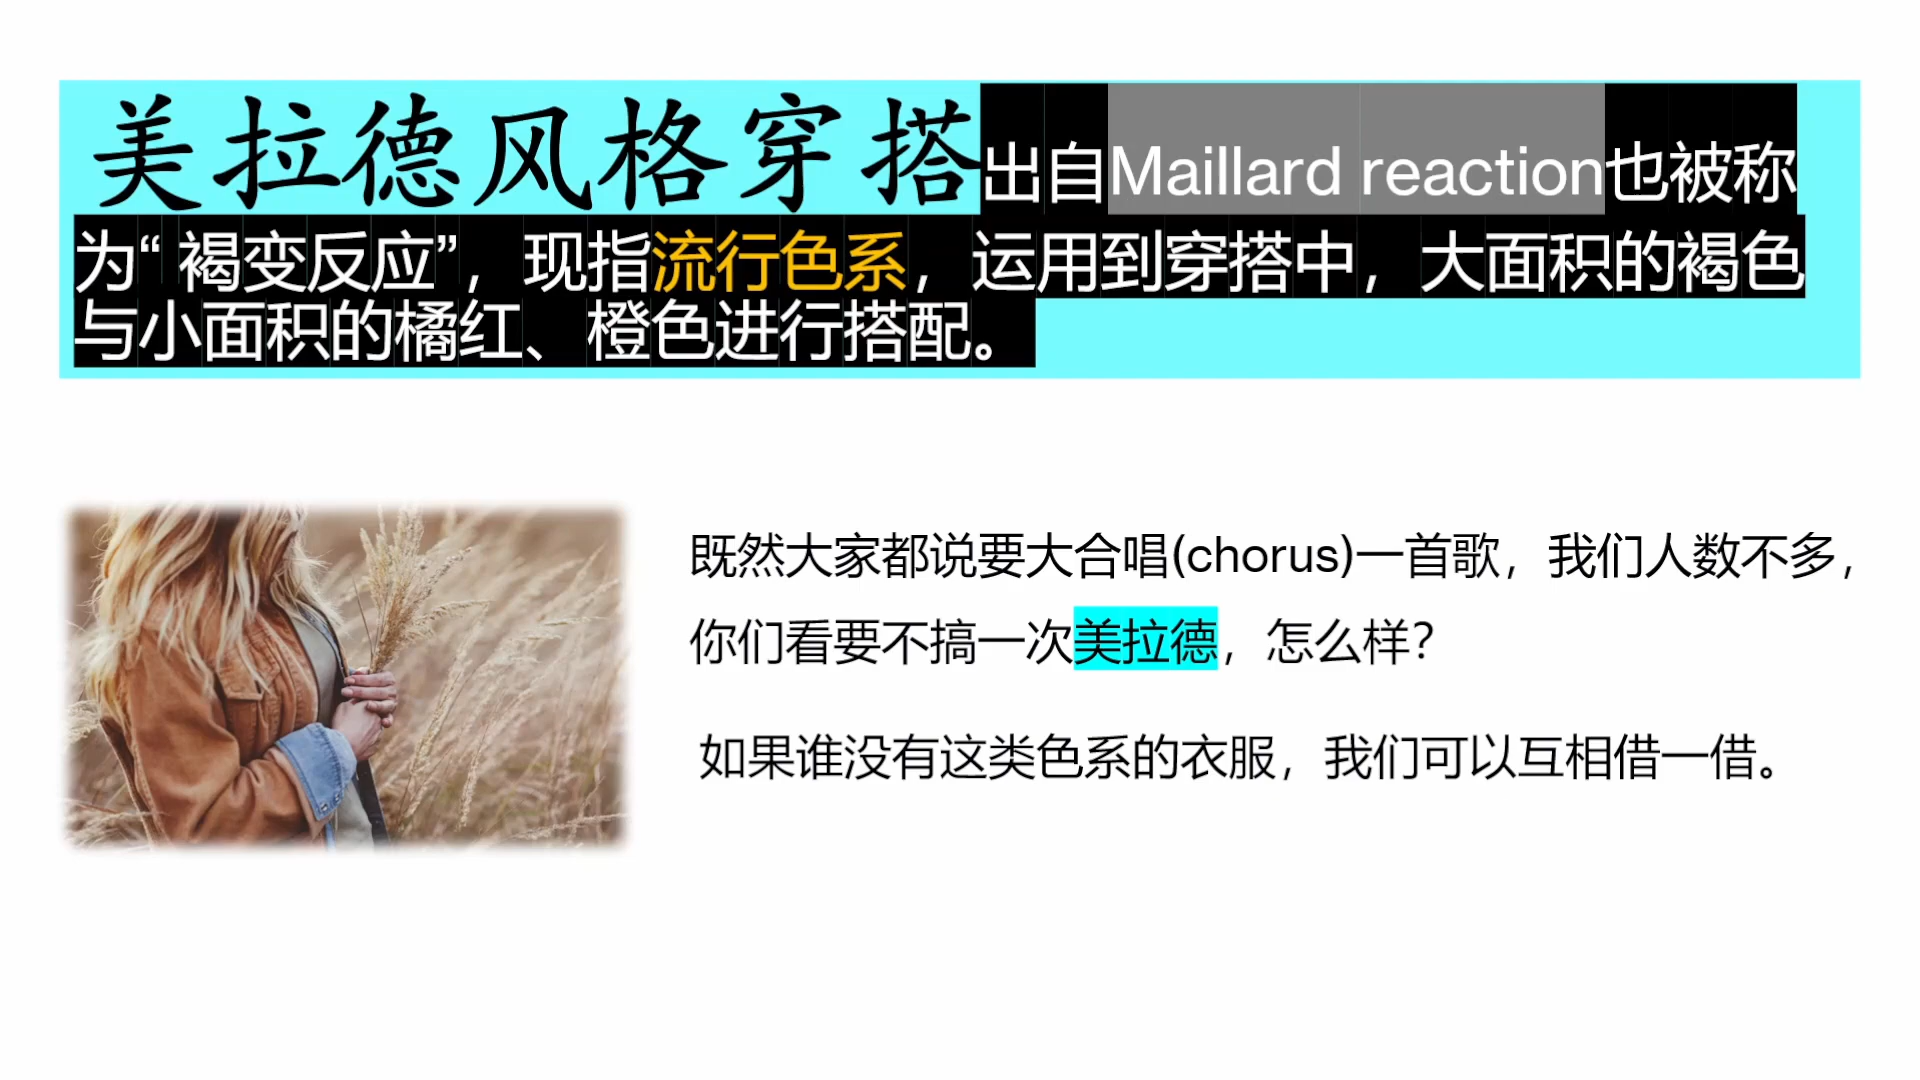 美拉德风格穿搭出自Maillard reaction也被称
为“褐变反应”，现指流行色系，运用到穿搭中，大面积的褐色
与小面积的橘红、橙色进行搭配。
既然大家都说要大合唱(chorus)一首歌，我们人数不多，
你们看要不搞一次美拉德，怎么样？
如果谁没有这类色系的衣服，我们可以互相借一借。